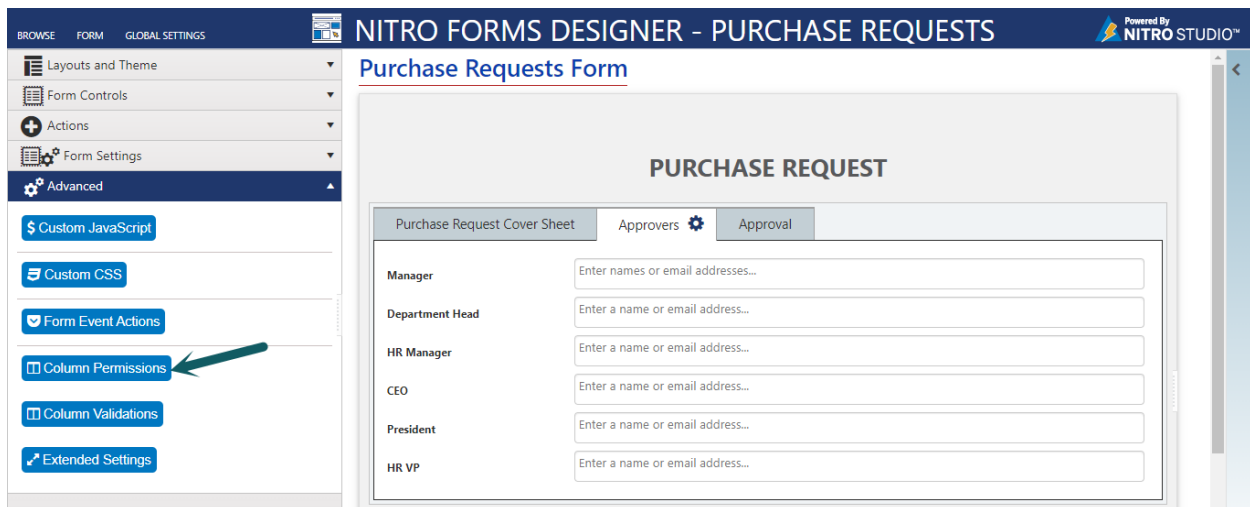 BROWSE FORM GLOBAL SETTINGS
NITRO FORMS DESIGNER - PURCHASE REQUESTS
Powered By
NITRO STUDIO™
Layouts and Theme
Form Controls
Actions
Form Settings
Advanced
$ Custom JavaScript
Custom CSS
Form Event Actions
Column Permissions
Column Validations
Extended Settings
Purchase Requests Form
PURCHASE REQUEST
Purchase Request Cover Sheet Approvers Approval
Manager Enter names or email addresses...
Department Head Enter a name or email address...
HR Manager Enter a name or email address...
CEO Enter a name or email address...
President Enter a name or email address...
HR VP Enter a name or email address...